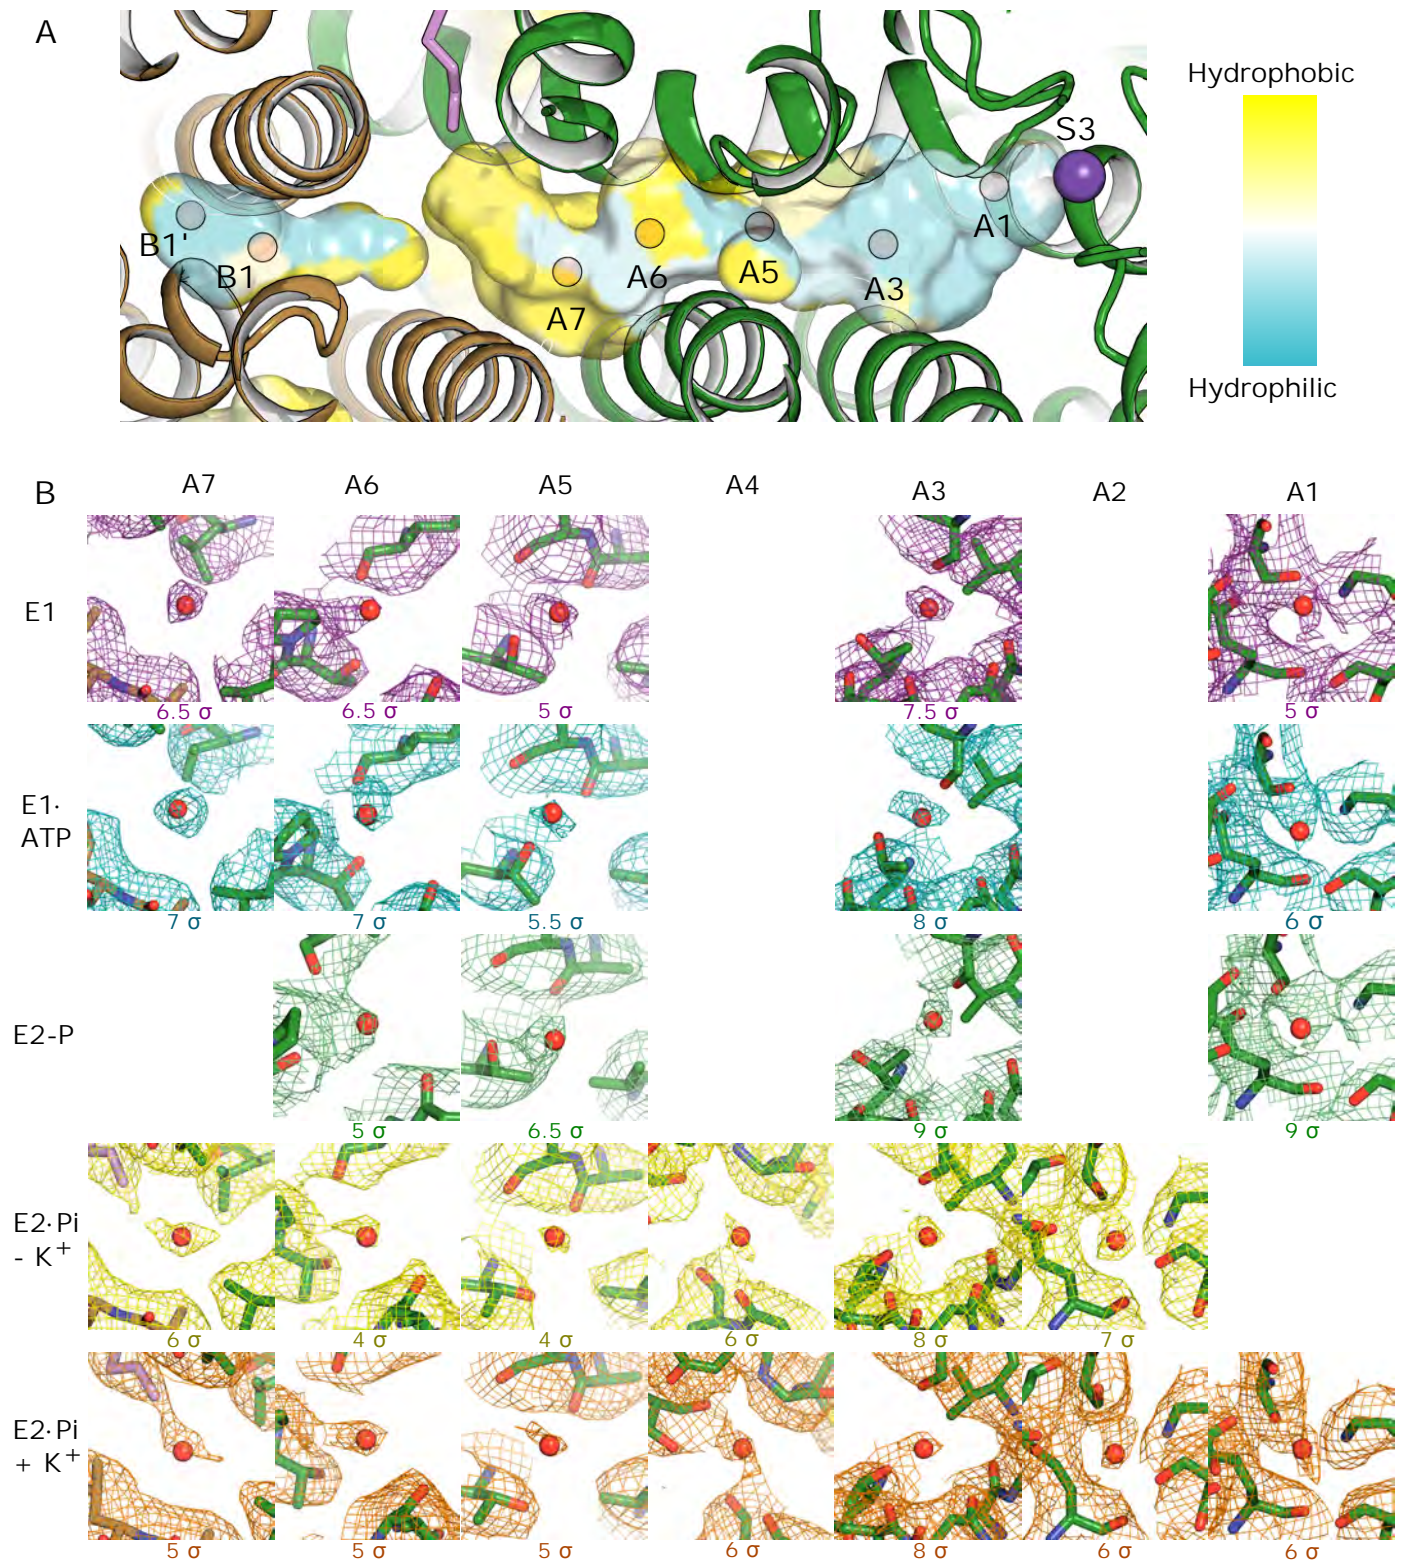 A
Hydrophobic
S3
B1'
B1
A7
A6
A5
A3
A1
Hydrophilic
B
A7 A6 A5 A4 A3 A2 A1
E1
6.5 σ 6.5 σ 5 σ 7.5 σ 5 σ
E1·
ATP
7 σ 7 σ 5.5 σ 8 σ 6 σ
E2-P
5 σ 6.5 σ 9 σ 9 σ
E2·Pi
- K⁺
6 σ 4 σ 4 σ 6 σ 8 σ 7 σ
E2·Pi
+ K⁺
5 σ 5 σ 5 σ 6 σ 8 σ 6 σ 6 σ